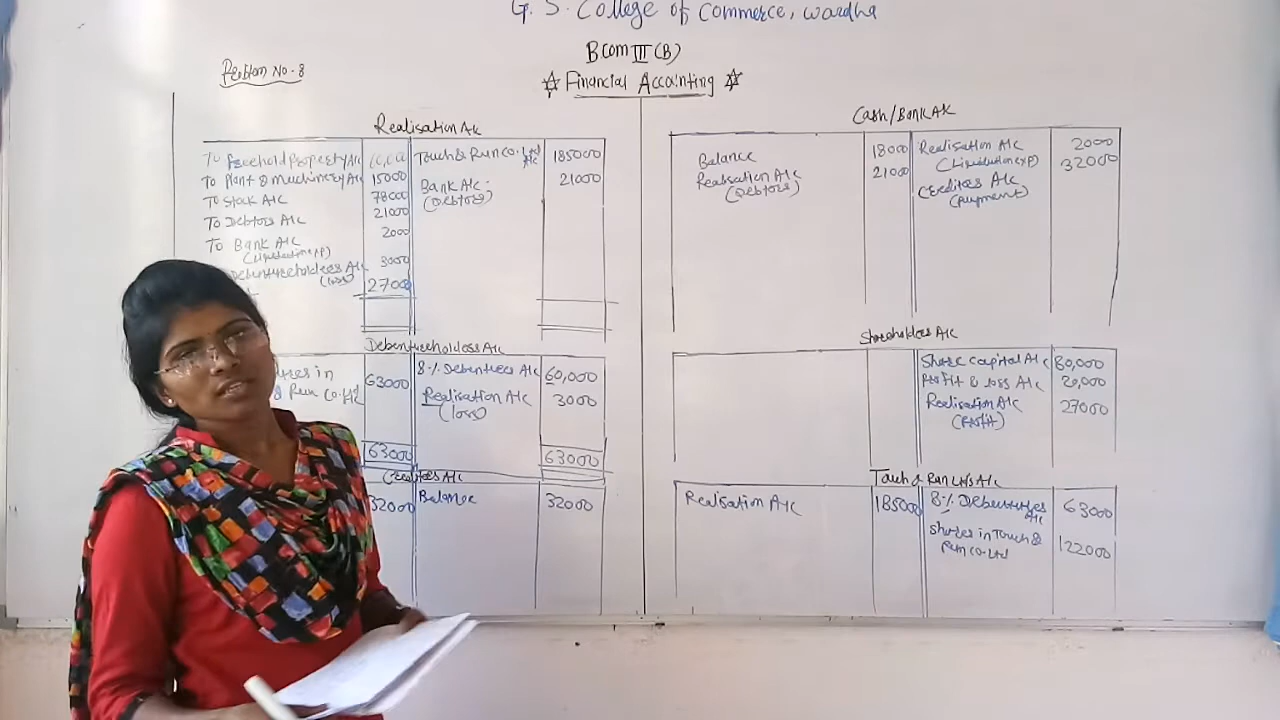 G. S. College of Commerce, Wardha
BCOM III (B)
Problem No - 8
☆ Financial Accounting ☆
Realisation A/c
To Freehold Property A/c
To Plant & Machinery A/c 15000
To Stock A/c 78000
To Debtors A/c 21000
To Bank A/c 2000
(Liquidation exp)
Debentureholders A/c 3000
(loss)
27000
Touch & Run Co. Ltd A/c 185000
Bank A/c - 21000
(Debtors)
Cash/Bank A/c
Balance 18000
Realisation A/c 21000
(Debtors)
Realisation A/c 2000
(Liquidation exp) 32000
Creditors A/c
(payment)
Debentureholders A/c
in 63000
Run Co. Ltd
63000
8% Debentures A/c 60,000
Realisation A/c 3000
(loss)
63000
Shareholders A/c
Share capital A/c 80,000
Profit & Loss A/c 20,000
Realisation A/c 27000
(Profit)
Creditors A/c
32000
Balance 32000
Touch & Run Ltd's A/c
Realisation A/c 185000
8% Debentures A/c 63000
Shares in Touch & 122000
Run Co. Ltd